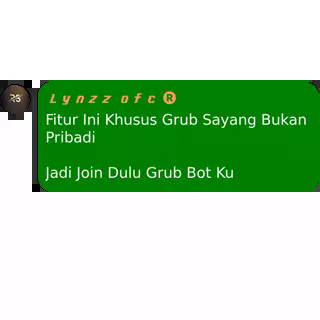 Lynzz ofc ®
Fitur Ini Khusus Grub Sayang Bukan
Pribadi
Jadi Join Dulu Grub Bot Ku